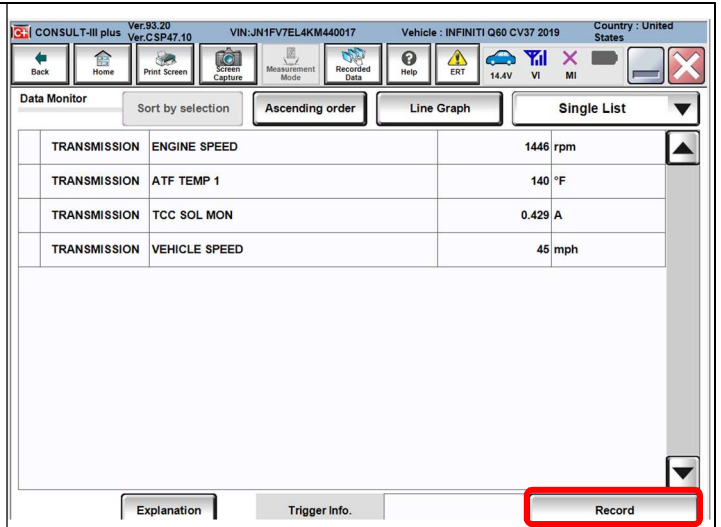 CONSULT-III plus Ver.93.20 Ver.CSP47.10 VIN:JN1FV7EL4KM440017 Vehicle : INFINITI Q60 CV37 2019 Country : United States
Back Home Print Screen Screen Capture Measurement Mode Recorded Data Help ERT 14.4V VI MI
Data Monitor
Sort by selection Ascending order Line Graph Single List
TRANSMISSION ENGINE SPEED 1446 rpm
TRANSMISSION ATF TEMP 1 140 °F
TRANSMISSION TCC SOL MON 0.429 A
TRANSMISSION VEHICLE SPEED 45 mph
Explanation Trigger Info. Record